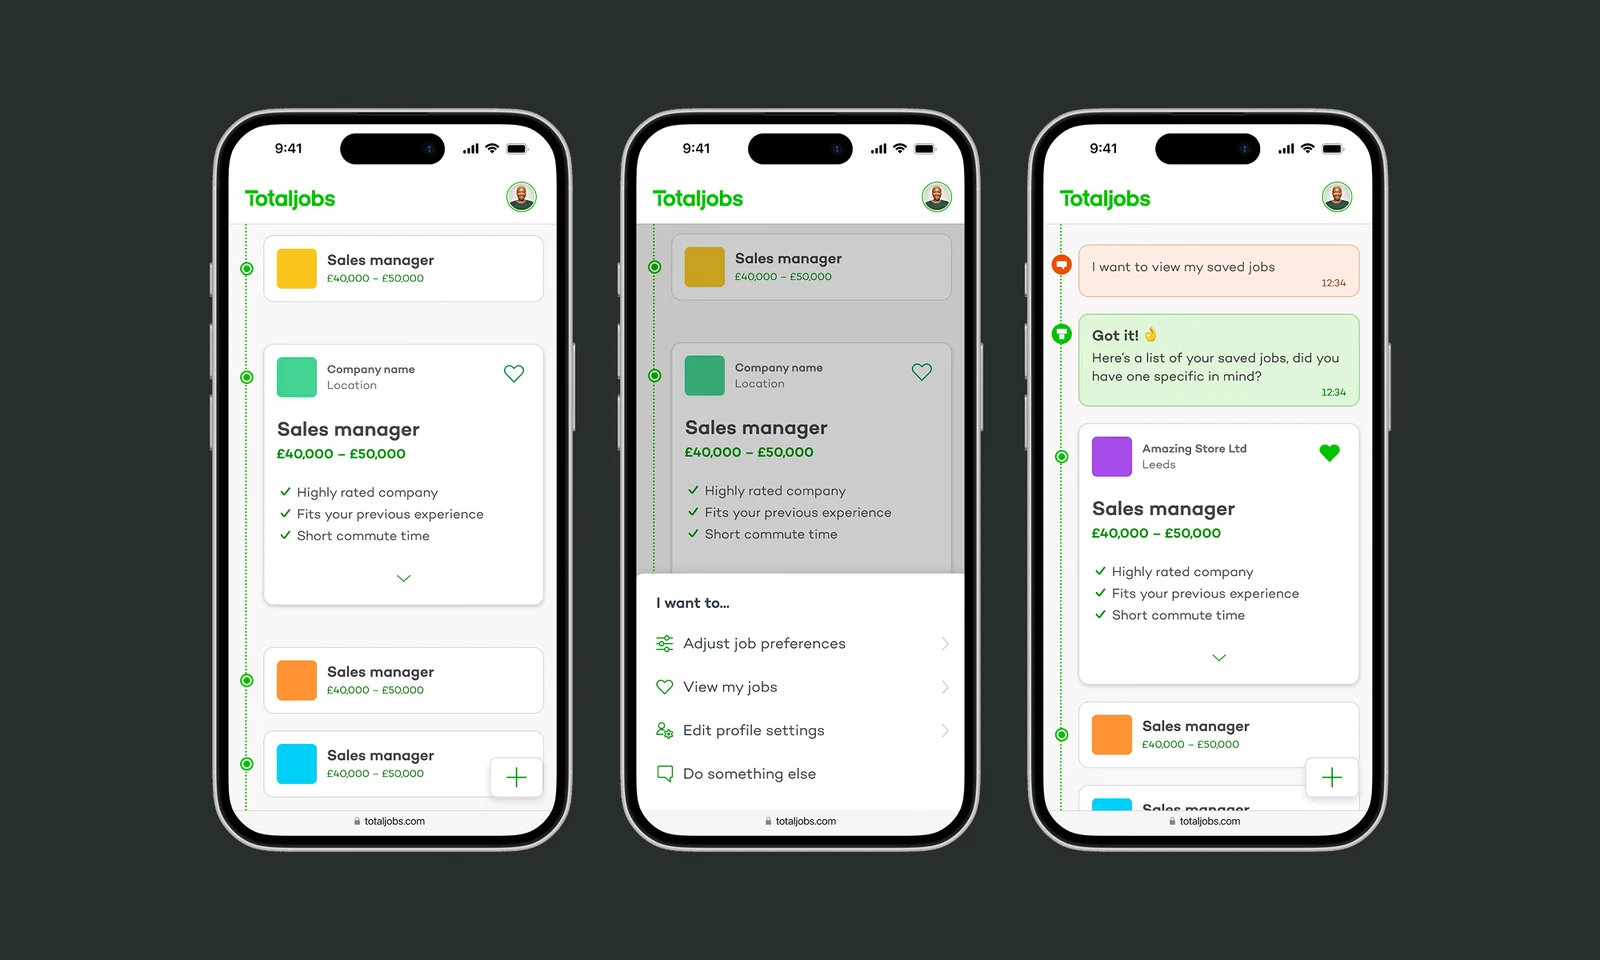 9:41
Totaljobs
Sales manager
£40,000 – £50,000
Company name
Location
Sales manager
£40,000 – £50,000
Highly rated company
Fits your previous experience
Short commute time
Sales manager
£40,000 – £50,000
Sales manager
£40,000 – £50,000
totaljobs.com
9:41
Totaljobs
Sales manager
£40,000 – £50,000
Company name
Location
Sales manager
£40,000 – £50,000
Highly rated company
Fits your previous experience
Short commute time
I want to...
Adjust job preferences
View my jobs
Edit profile settings
Do something else
totaljobs.com
9:41
Totaljobs
I want to view my saved jobs
12:34
Got it! 👌
Here's a list of your saved jobs, did you
have one specific in mind?
12:34
Amazing Store Ltd
Leeds
Sales manager
£40,000 – £50,000
Highly rated company
Fits your previous experience
Short commute time
Sales manager
£40,000 – £50,000
Sales manager
totaljobs.com